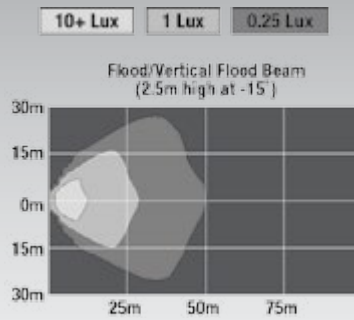 10+ Lux 1 Lux 0.25 Lux
Flood/Vertical Flood Beam
(2.5m high at -15°)
30m
15m
0m
15m
30m
25m 50m 75m